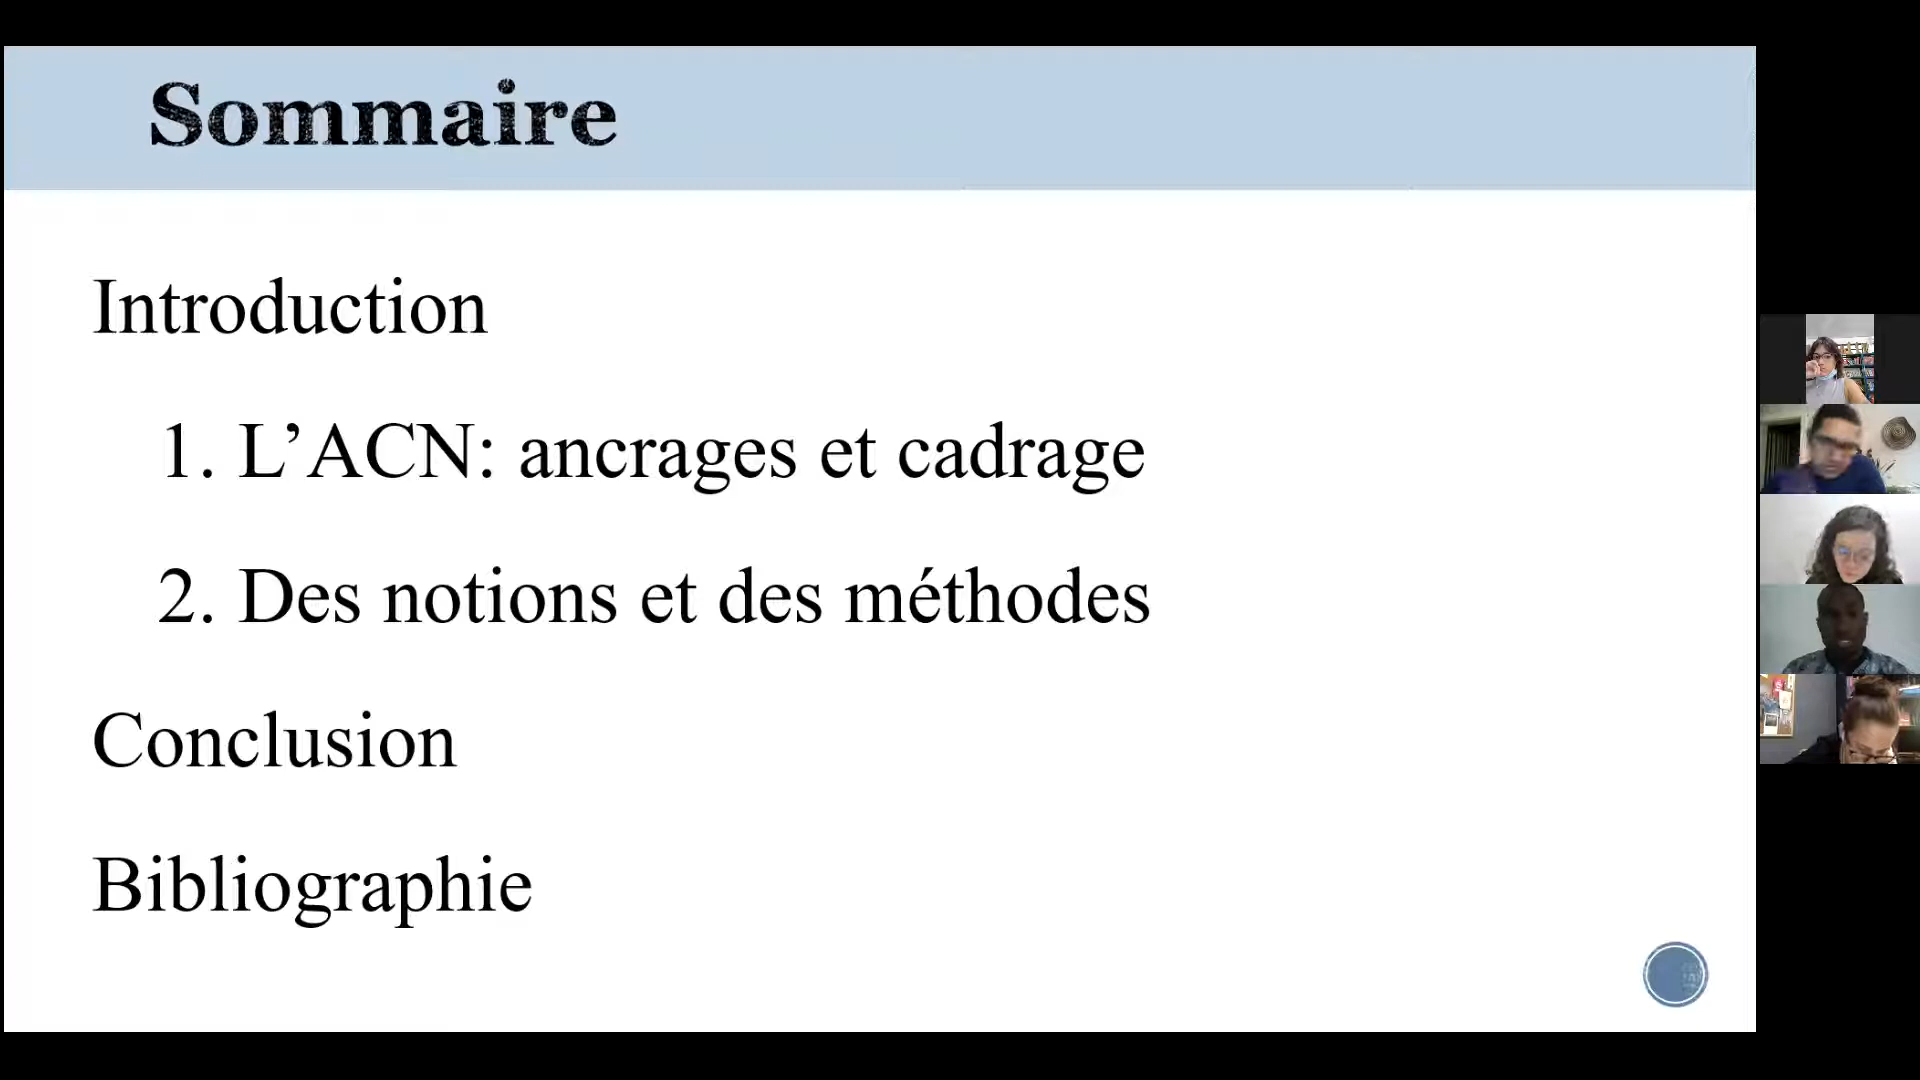 Sommaire
Introduction
1. L’ACN: ancrages et cadrage
2. Des notions et des méthodes
Conclusion
Bibliographie